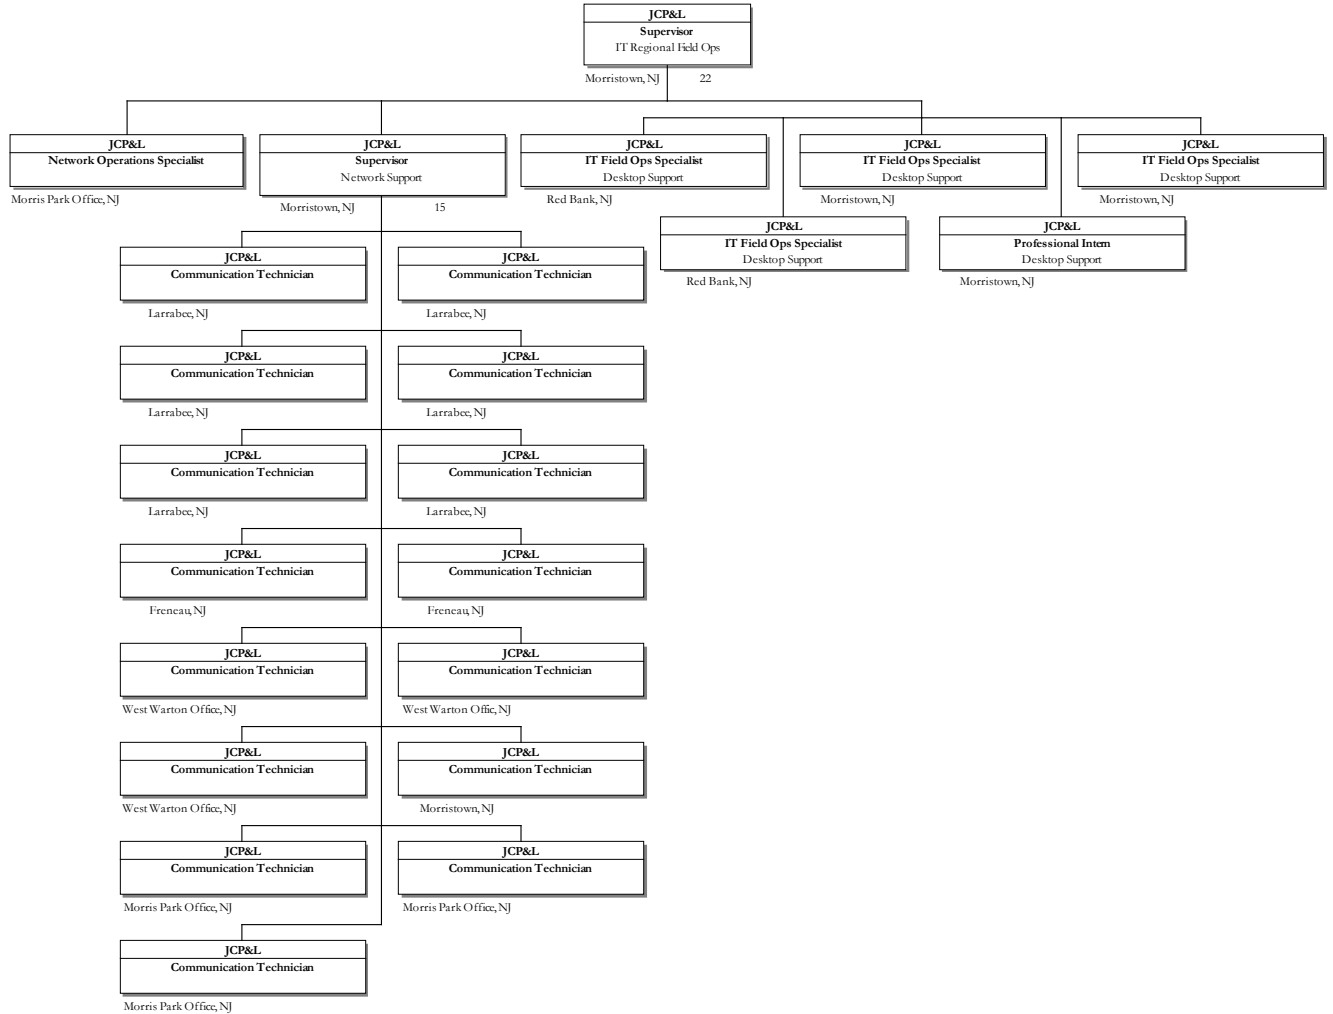 JCP&L
Supervisor
IT Regional Field Ops
Morristown, NJ 22
JCP&L
Network Operations Specialist
Morris Park Office, NJ
JCP&L
Supervisor
Network Support
Morristown, NJ 15
JCP&L
IT Field Ops Specialist
Desktop Support
Red Bank, NJ
JCP&L
IT Field Ops Specialist
Desktop Support
Morristown, NJ
JCP&L
IT Field Ops Specialist
Desktop Support
Morristown, NJ
JCP&L
IT Field Ops Specialist
Desktop Support
Red Bank, NJ
JCP&L
Professional Intern
Desktop Support
Morristown, NJ
JCP&L
Communication Technician
Larrabee, NJ
JCP&L
Communication Technician
Larrabee, NJ
JCP&L
Communication Technician
Larrabee, NJ
JCP&L
Communication Technician
Larrabee, NJ
JCP&L
Communication Technician
Larrabee, NJ
JCP&L
Communication Technician
Larrabee, NJ
JCP&L
Communication Technician
Freneau, NJ
JCP&L
Communication Technician
Freneau, NJ
JCP&L
Communication Technician
West Warton Office, NJ
JCP&L
Communication Technician
West Warton Offic, NJ
JCP&L
Communication Technician
West Warton Office, NJ
JCP&L
Communication Technician
Morristown, NJ
JCP&L
Communication Technician
Morris Park Office, NJ
JCP&L
Communication Technician
Morris Park Office, NJ
JCP&L
Communication Technician
Morris Park Office, NJ